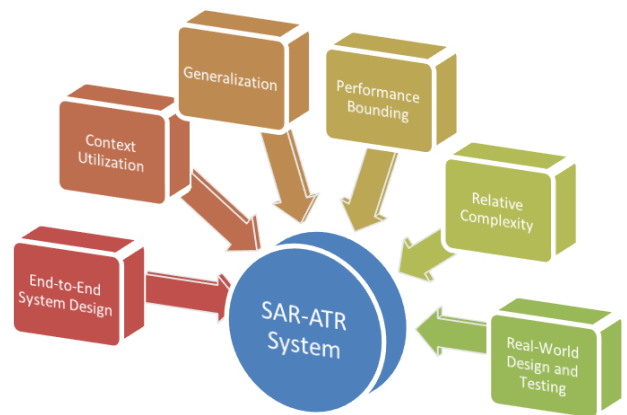 Generalization
Performance
Bounding
Context
Utilization
Relative
Complexity
End-to-End
System Design
SAR-ATR
System
Real-World
Design and
Testing